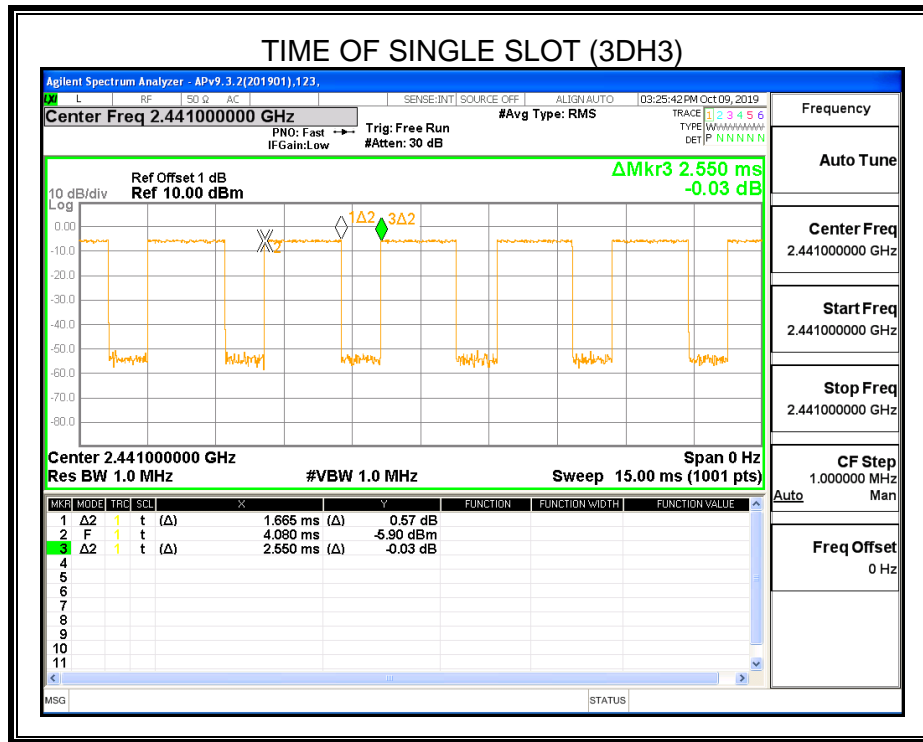 TIME OF SINGLE SLOT (3DH3)
Agilent Spectrum Analyzer - APv9.3.2(201901),123,
LXI L RF 50 Ω AC SENSE:INT SOURCE OFF ALIGN AUTO 03:25:42 PM Oct 09, 2019
Center Freq 2.441000000 GHz #Avg Type: RMS TRACE 1 2 3 4 5 6
PNO: Fast Trig: Free Run TYPE WWWWWW
IFGain:Low #Atten: 30 dB DET P N N N N N
ΔMkr3 2.550 ms
-0.03 dB
Ref Offset 1 dB
10 dB/div Ref 10.00 dBm
Log
1Δ2 3Δ2
2
0.00
-10.0
-20.0
-30.0
-40.0
-50.0
-60.0
-70.0
-80.0
Center 2.441000000 GHz Span 0 Hz
Res BW 1.0 MHz #VBW 1.0 MHz Sweep 15.00 ms (1001 pts)
MKR MODE TRC SCL X Y FUNCTION FUNCTION WIDTH FUNCTION VALUE
1 Δ2 1 t (Δ) 1.665 ms (Δ) 0.57 dB
2 F 1 t 4.080 ms -5.90 dBm
3 Δ2 1 t (Δ) 2.550 ms (Δ) -0.03 dB
4
5
6
7
8
9
10
11
MSG STATUS
Frequency
Auto Tune
Center Freq
2.441000000 GHz
Start Freq
2.441000000 GHz
Stop Freq
2.441000000 GHz
CF Step
1.000000 MHz
Auto Man
Freq Offset
0 Hz